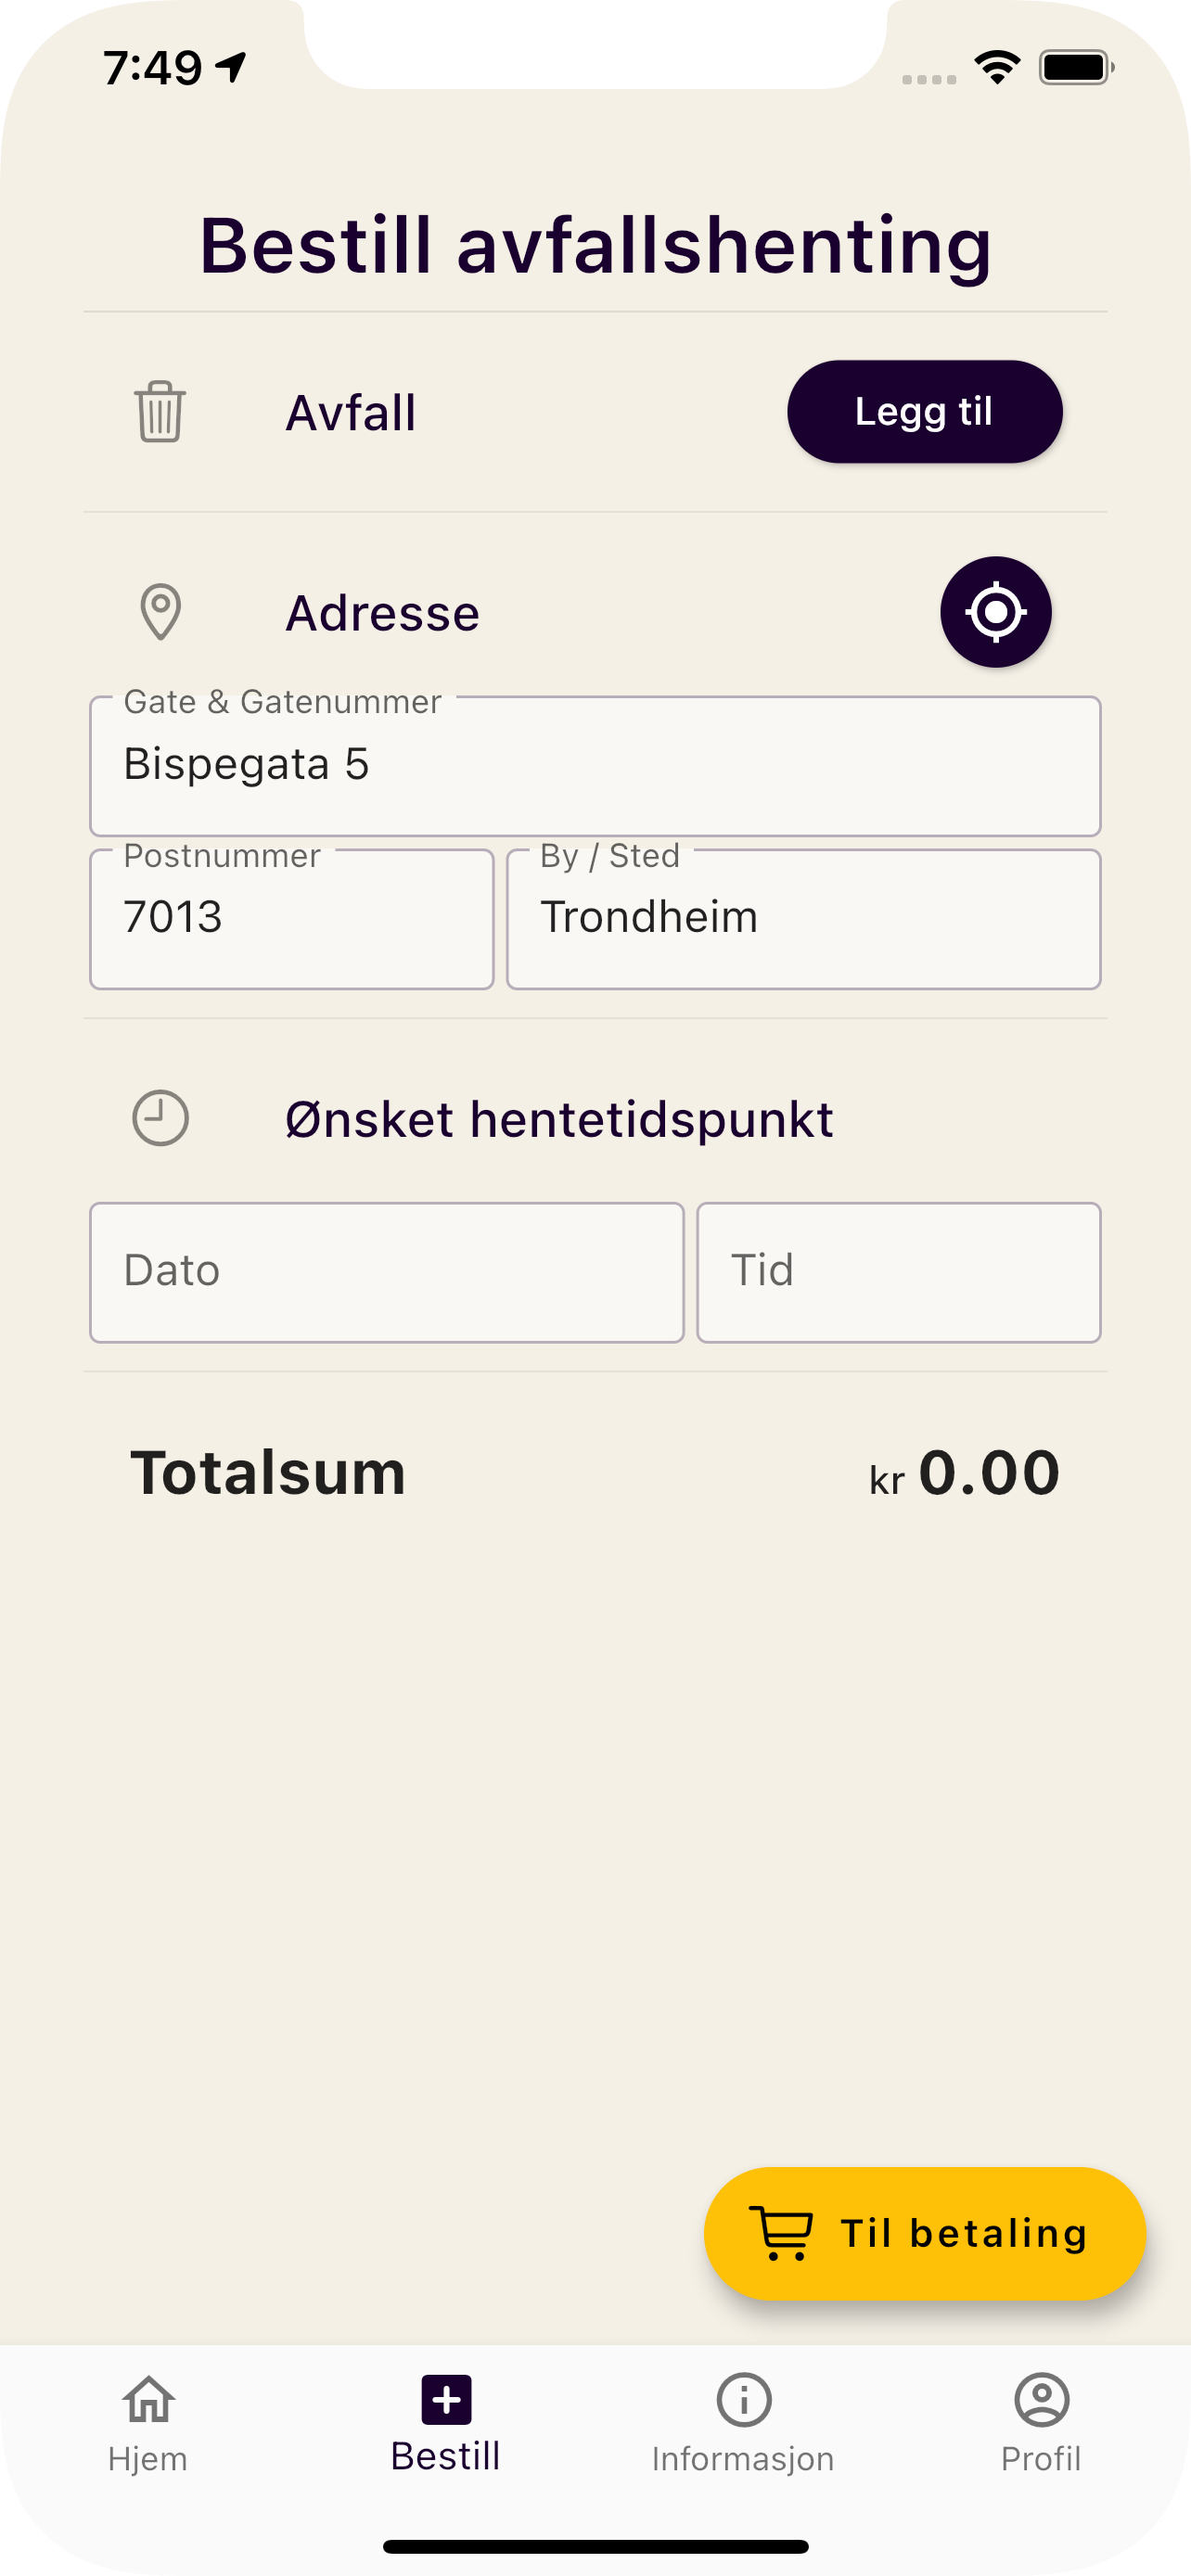 7:49
Bestill avfallshenting
Avfall
Legg til
Adresse
Gate & Gatenummer
Bispegata 5
Postnummer
By / Sted
7013
Trondheim
Ønsket hentetidspunkt
Dato
Tid
Totalsum
kr 0.00
Til betaling
Hjem
Bestill
Informasjon
Profil